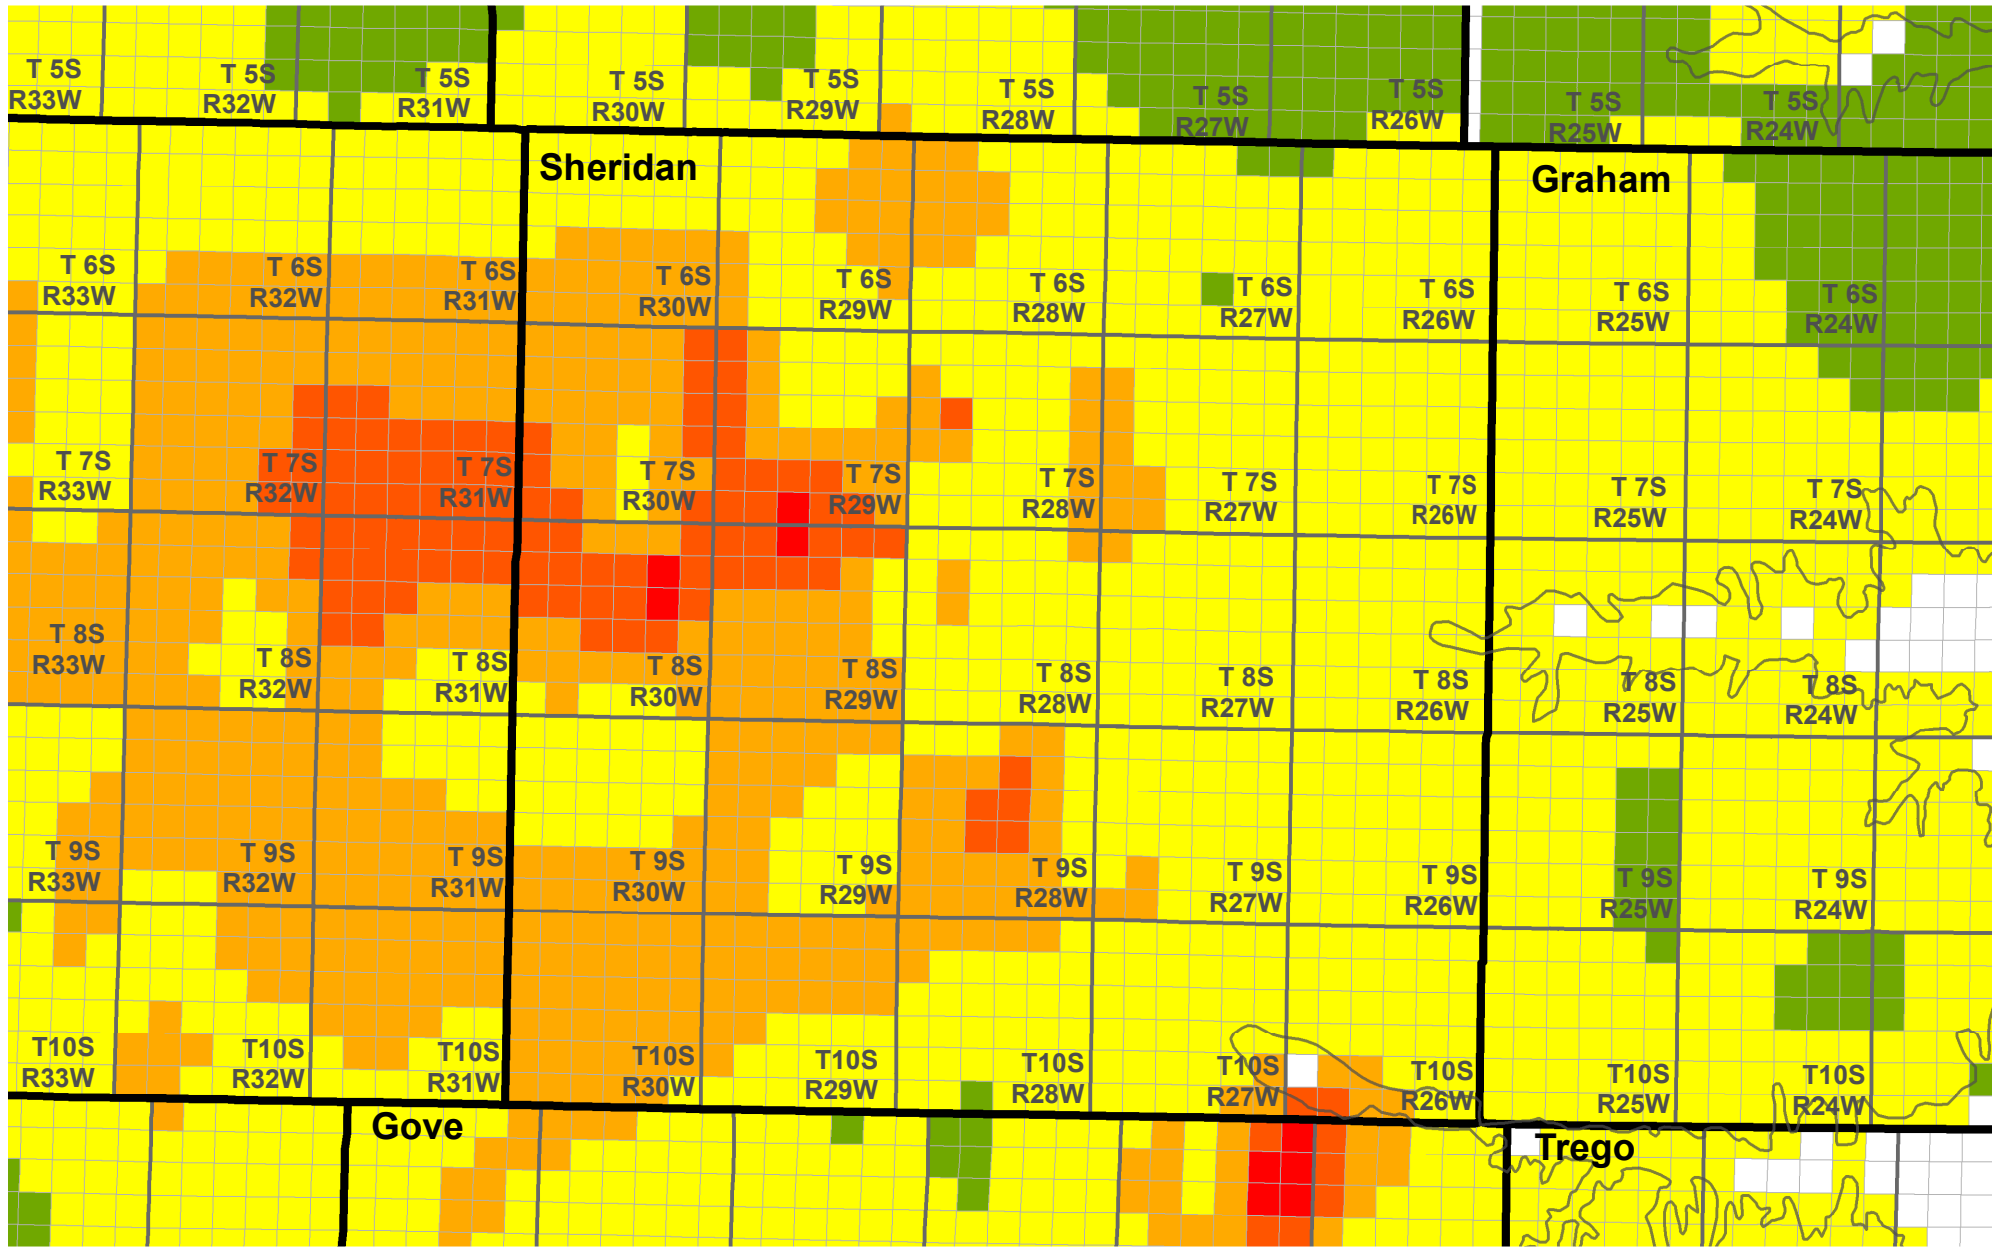 T 5S
R33W
T 5S
R32W
T 5S
R31W
T 5S
R30W
T 5S
R29W
T 5S
R28W
T 5S
R27W
T 5S
R26W
T 5S
R25W
T 5S
R24W
Sheridan
Graham
T 6S
R33W
T 6S
R32W
T 6S
R31W
T 6S
R30W
T 6S
R29W
T 6S
R28W
T 6S
R27W
T 6S
R26W
T 6S
R25W
T 6S
R24W
T 7S
R33W
T 7S
R32W
T 7S
R31W
T 7S
R30W
T 7S
R29W
T 7S
R28W
T 7S
R27W
T 7S
R26W
T 7S
R25W
T 7S
R24W
T 8S
R33W
T 8S
R32W
T 8S
R31W
T 8S
R30W
T 8S
R29W
T 8S
R28W
T 8S
R27W
T 8S
R26W
T 8S
R25W
T 8S
R24W
T 9S
R33W
T 9S
R32W
T 9S
R31W
T 9S
R30W
T 9S
R29W
T 9S
R28W
T 9S
R27W
T 9S
R26W
T 9S
R25W
T 9S
R24W
T10S
R33W
T10S
R32W
T10S
R31W
T10S
R30W
T10S
R29W
T10S
R28W
T10S
R27W
T10S
R26W
T10S
R25W
T10S
R24W
Gove
Trego